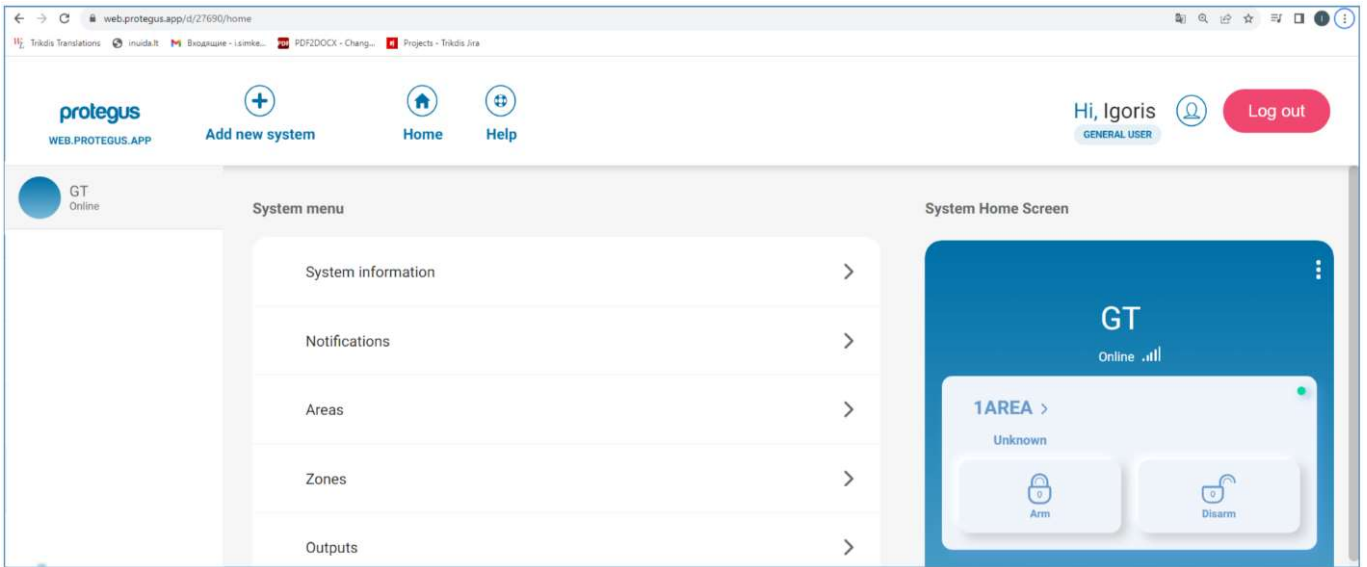 web.protegus.app/d/27690/home
Trikdis Translations inuida.lt Входящие - i.simke... PDF2DOCX - Chang... Projects - Trikdis Jira
protegus
WEB.PROTEGUS.APP
Add new system
Home
Help
Hi, Igoris
GENERAL USER
Log out
GT
Online
System menu
System information
Notifications
Areas
Zones
Outputs
System Home Screen
GT
Online
1AREA >
Unknown
Arm
Disarm